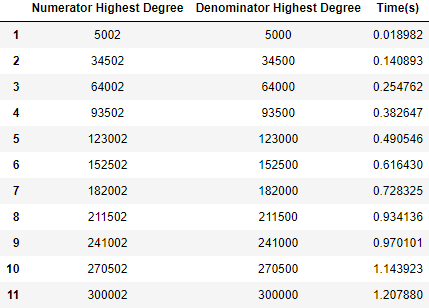 Numerator Highest Degree Denominator Highest Degree Time(s)
1 5002 5000 0.018982
2 34502 34500 0.140893
3 64002 64000 0.254762
4 93502 93500 0.382647
5 123002 123000 0.490546
6 152502 152500 0.616430
7 182002 182000 0.728325
8 211502 211500 0.934136
9 241002 241000 0.970101
10 270502 270500 1.143923
11 300002 300000 1.207880